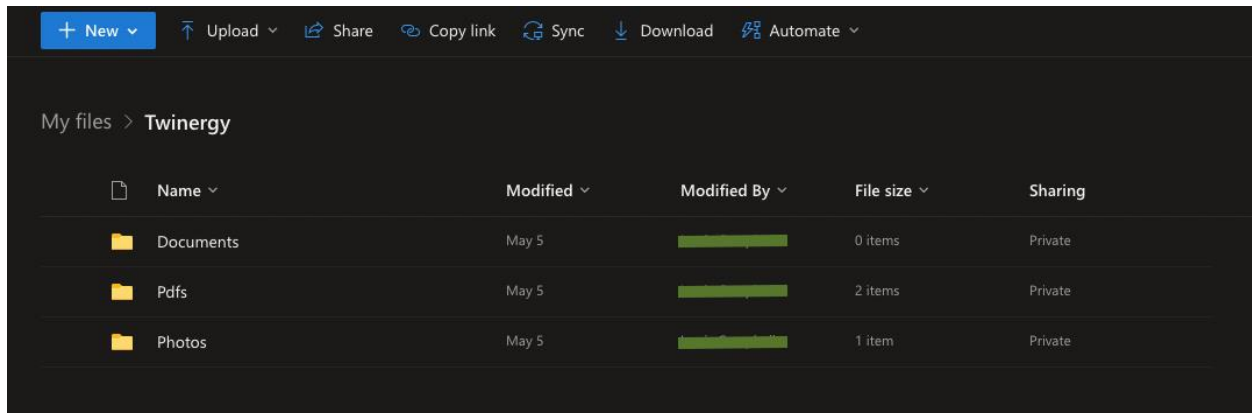 + New Upload Share Copy link Sync Download Automate
My files > Twinergy
Name Modified Modified By File size Sharing
Documents May 5 0 items Private
Pdfs May 5 2 items Private
Photos May 5 1 item Private